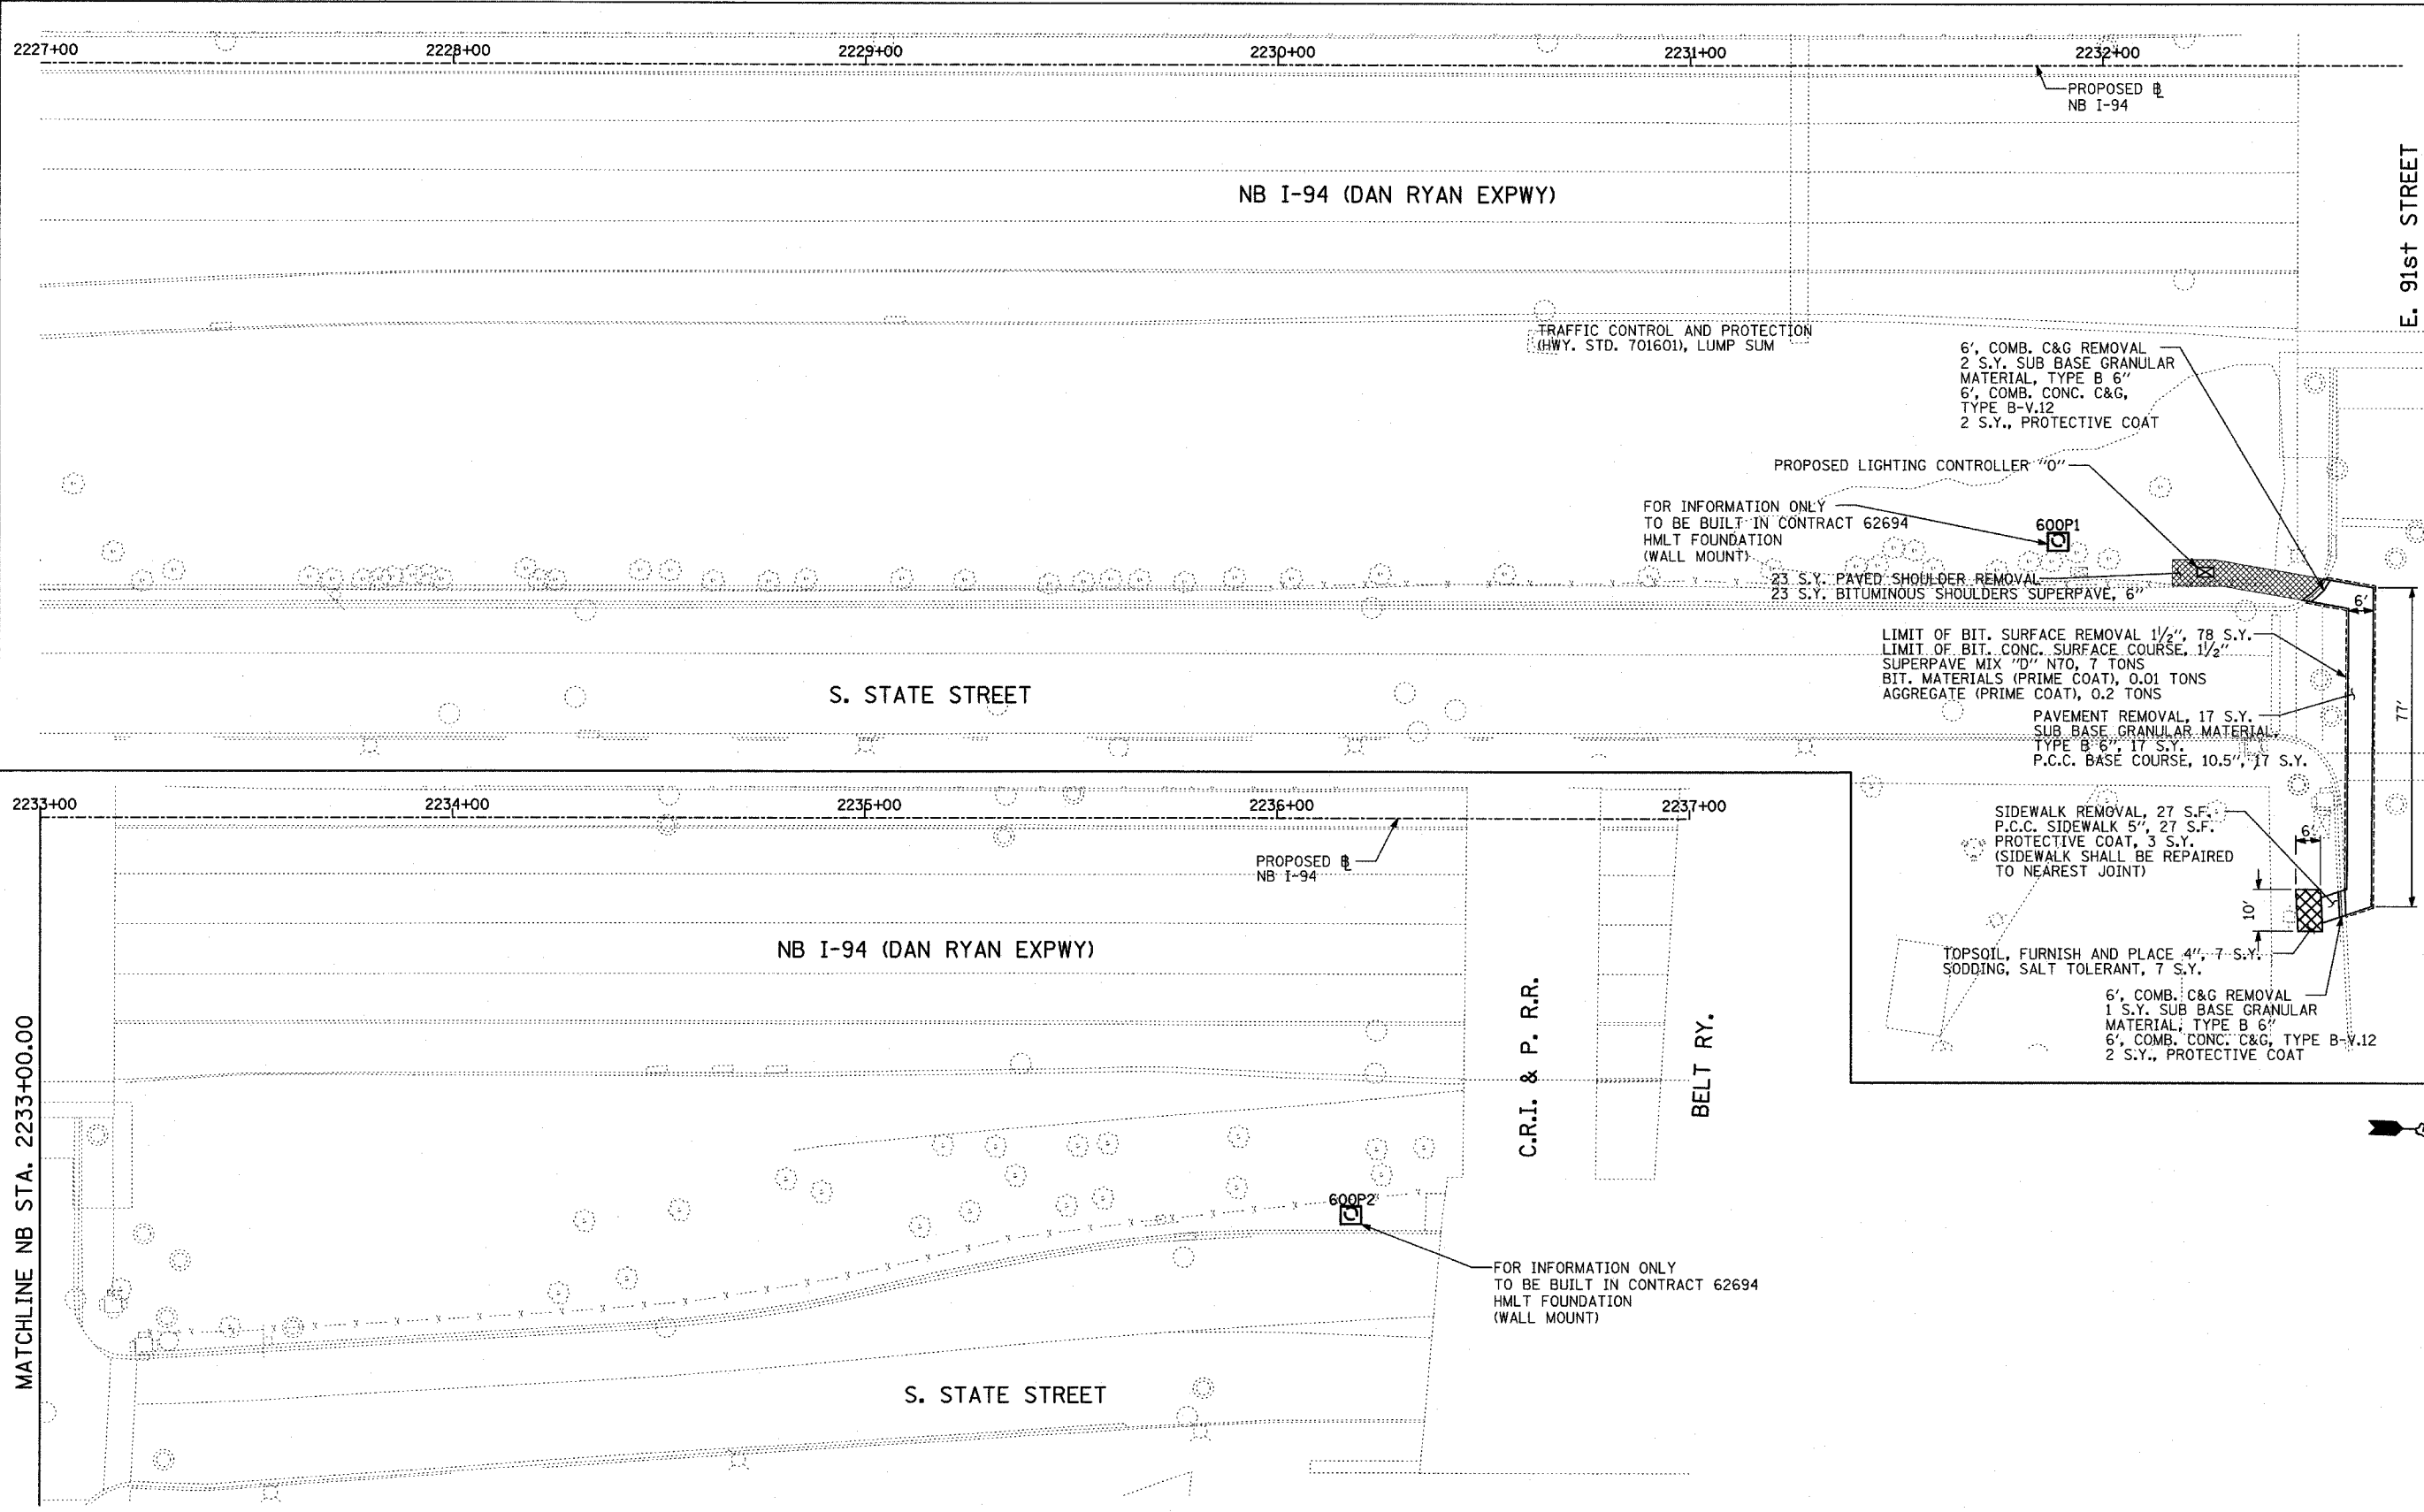 2227+00 2228+00 2229+00 2230+00 2231+00 2232+00
PROPOSED ℄
NB I-94
NB I-94 (DAN RYAN EXPWY)
E. 91st STREET
TRAFFIC CONTROL AND PROTECTION
(HWY. STD. 701601), LUMP SUM
6', COMB. C&G REMOVAL
2 S.Y. SUB BASE GRANULAR
MATERIAL, TYPE B 6"
6', COMB. CONC. C&G,
TYPE B-V.12
2 S.Y., PROTECTIVE COAT
PROPOSED LIGHTING CONTROLLER "O"
FOR INFORMATION ONLY
TO BE BUILT IN CONTRACT 62694
HMLT FOUNDATION
(WALL MOUNT)
600P1
23 S.Y. PAVED SHOULDER REMOVAL
23 S.Y. BITUMINOUS SHOULDERS SUPERPAVE, 6"
6'
LIMIT OF BIT. SURFACE REMOVAL 1½", 78 S.Y.
LIMIT OF BIT. CONC. SURFACE COURSE, 1½"
SUPERPAVE MIX "D" N70, 7 TONS
BIT. MATERIALS (PRIME COAT), 0.01 TONS
AGGREGATE (PRIME COAT), 0.2 TONS
S. STATE STREET
77'
PAVEMENT REMOVAL, 17 S.Y.
SUB BASE GRANULAR MATERIAL,
TYPE B 6", 17 S.Y.
P.C.C. BASE COURSE, 10.5", 17 S.Y.
SIDEWALK REMOVAL, 27 S.F.
P.C.C. SIDEWALK 5", 27 S.F.
PROTECTIVE COAT, 3 S.Y.
(SIDEWALK SHALL BE REPAIRED
TO NEAREST JOINT)
6'
10'
TOPSOIL, FURNISH AND PLACE 4", 7 S.Y.
SODDING, SALT TOLERANT, 7 S.Y.
6', COMB. C&G REMOVAL
1 S.Y. SUB BASE GRANULAR
MATERIAL, TYPE B 6"
6', COMB. CONC. C&G, TYPE B-V.12
2 S.Y., PROTECTIVE COAT
2233+00 2234+00 2235+00 2236+00 2237+00
PROPOSED ℄
NB I-94
NB I-94 (DAN RYAN EXPWY)
C.R.I. & P. R.R.
BELT RY.
MATCHLINE NB STA. 2233+00.00
600P2
FOR INFORMATION ONLY
TO BE BUILT IN CONTRACT 62694
HMLT FOUNDATION
(WALL MOUNT)
S. STATE STREET